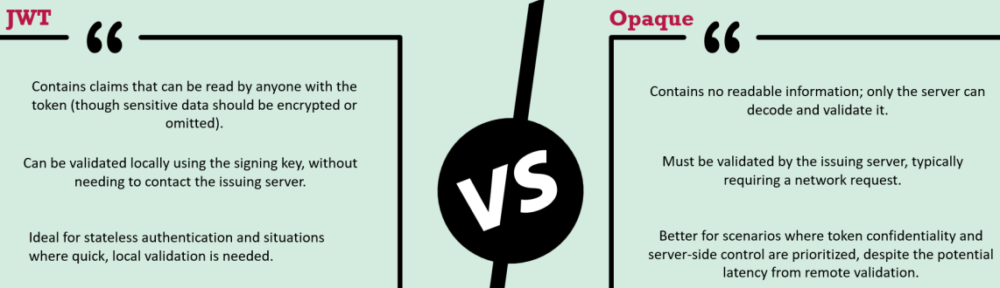 JWT
Contains claims that can be read by anyone with the
token (though sensitive data should be encrypted or
omitted).
Can be validated locally using the signing key, without
needing to contact the issuing server.
Ideal for stateless authentication and situations
where quick, local validation is needed.
VS
Opaque
Contains no readable information; only the server can
decode and validate it.
Must be validated by the issuing server, typically
requiring a network request.
Better for scenarios where token confidentiality and
server-side control are prioritized, despite the potential
latency from remote validation.